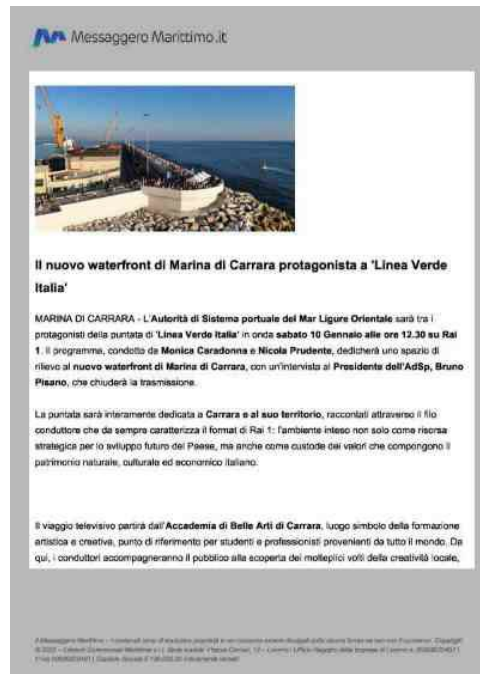 Messaggero Marittimo.it
Il nuovo waterfront di Marina di Carrara protagonista a 'Linea Verde
Italia'
MARINA DI CARRARA - L'Autorità di Sistema portuale del Mar Ligure Orientale sarà tra i
protagonisti della puntata di 'Linea Verde Italia' in onda sabato 10 Gennaio alle ore 12.30 su Rai
1. Il programma, condotto da Monica Caradonna e Nicola Prudente, dedicherà uno spazio di
rilievo al nuovo waterfront di Marina di Carrara, con un'intervista al Presidente dell'AdSp, Bruno
Pisano, che chiuderà la trasmissione.
La puntata sarà interamente dedicata a Carrara e al suo territorio, raccontati attraverso il filo
conduttore che da sempre caratterizza il format di Rai 1: l'ambiente inteso non solo come risorsa
strategica per lo sviluppo futuro del Paese, ma anche come custode dei valori che compongono il
patrimonio naturale, culturale ed economico italiano.
Il viaggio televisivo partirà dall'Accademia di Belle Arti di Carrara, luogo simbolo della formazione
artistica e creativa, punto di riferimento per studenti e professionisti provenienti da tutto il mondo. Da
qui, i conduttori accompagneranno il pubblico alla scoperta dei molteplici volti della creatività locale,